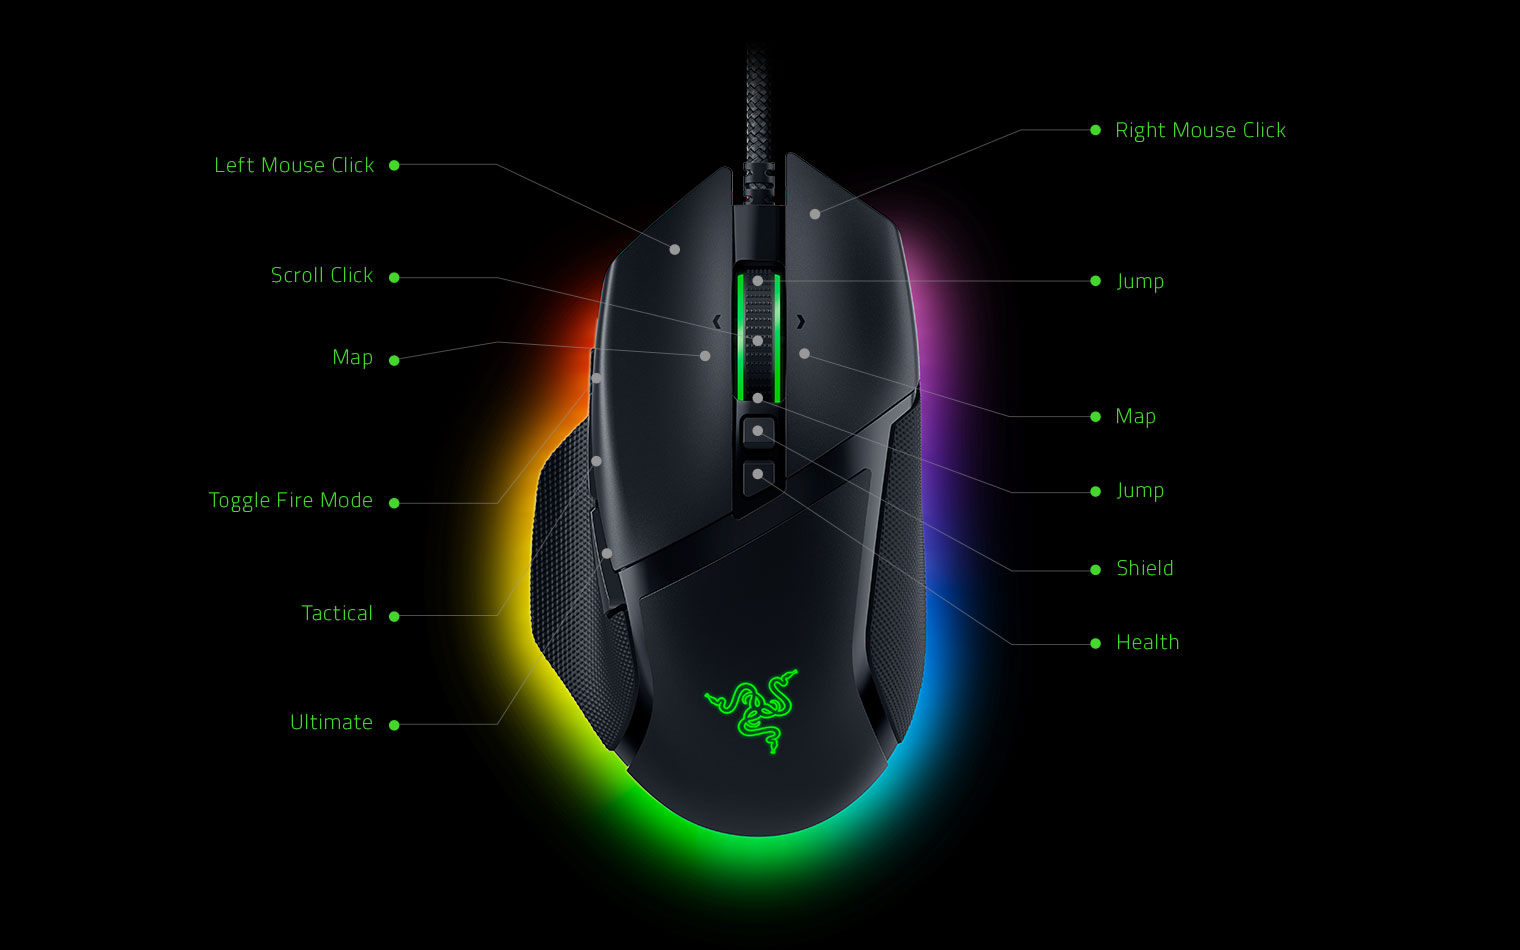 Left Mouse Click
Scroll Click
Map
Toggle Fire Mode
Tactical
Ultimate
Right Mouse Click
Jump
Map
Jump
Shield
Health